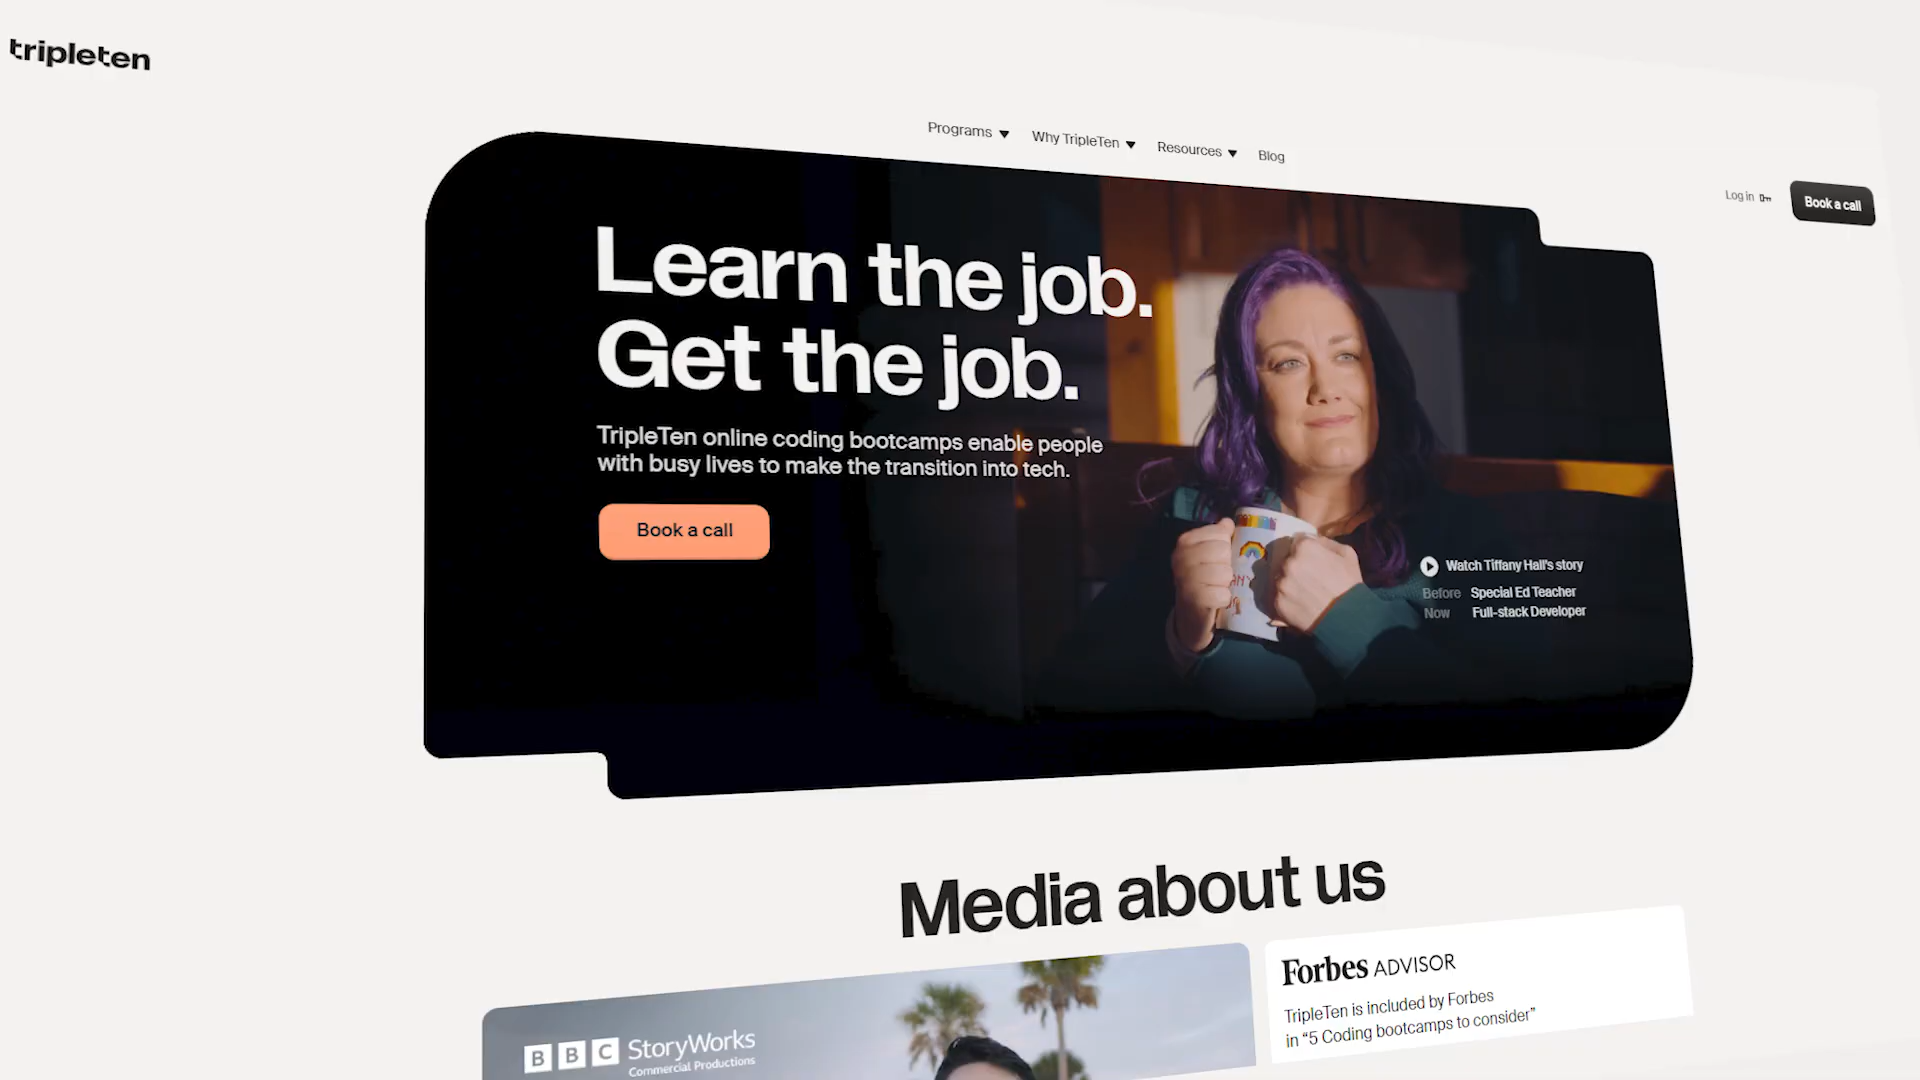 tripleten
Programs
Why TripleTen
Resources
Blog
Log in
Book a call
Learn the job.
Get the job.
TripleTen online coding bootcamps enable people
with busy lives to make the transition into tech.
Book a call
Watch Tiffany Hall's story
Before Special Ed Teacher
Now Full-stack Developer
Media about us
BBC StoryWorks
Commercial Productions
Forbes ADVISOR
TripleTen is included by Forbes
in “5 Coding bootcamps to consider”